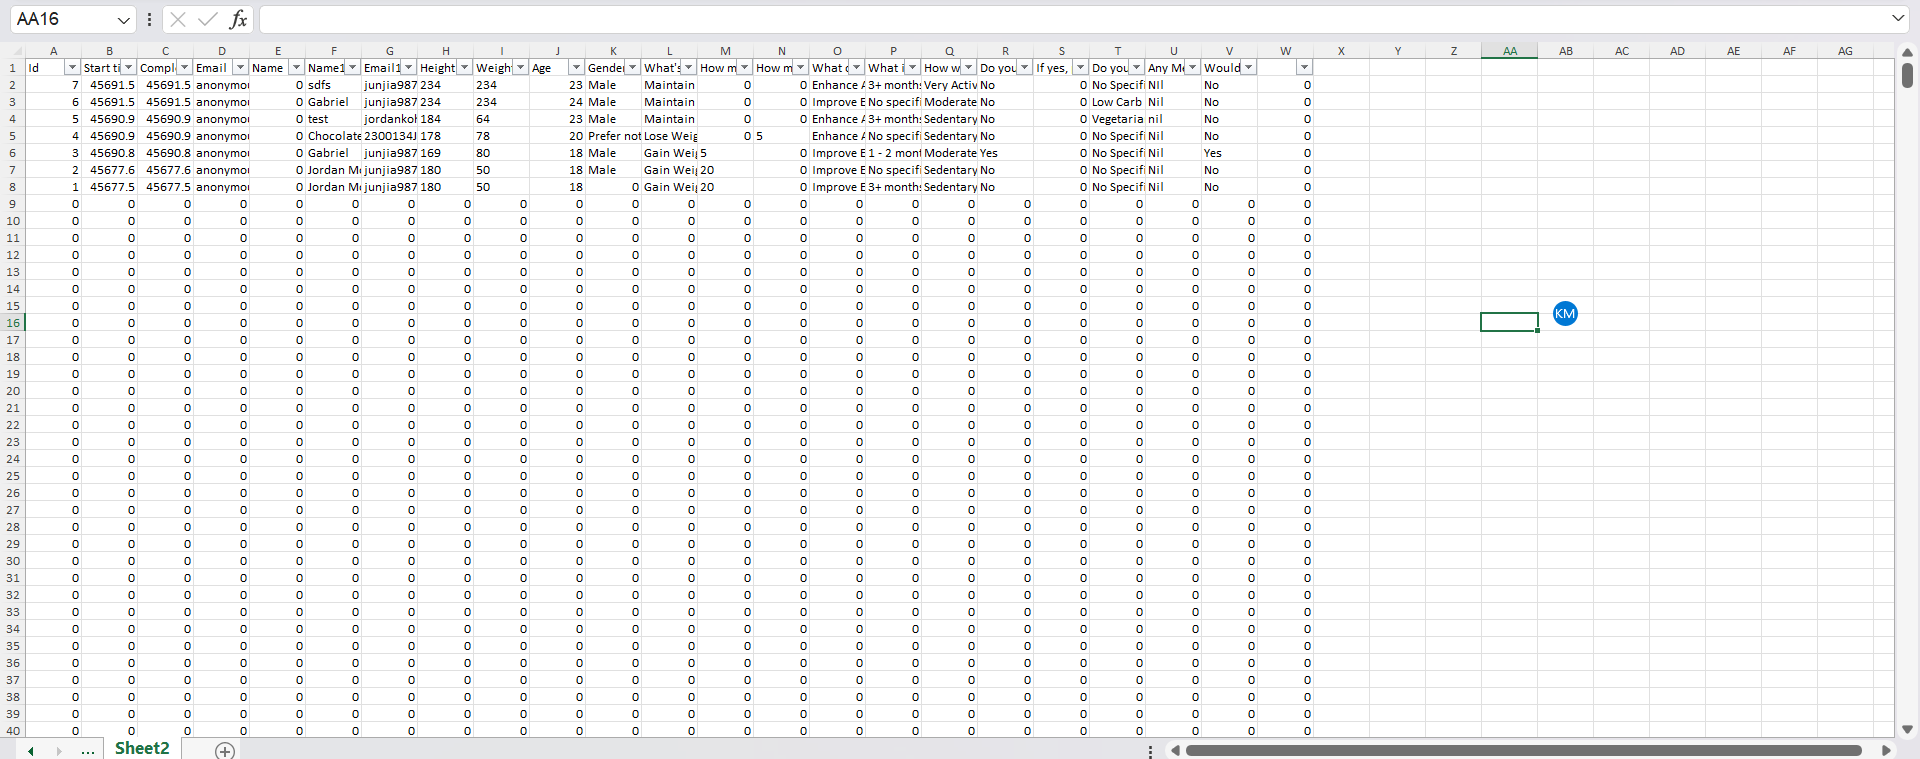 AA16 fx
A B C D E F G H I J K L M N O P Q R S T U V W X Y Z AA AB AC AD AE AF AG
1 Id Start ti Compl Email Name Name1 Email1 Height Weight Age Gender What's How m How m What What i How w Do you If yes, Do you Any Me Would
2 7 45691.5 45691.5 anonymou 0 sdfs junjia987 234 234 23 Male Maintain 0 0 Enhance A 3+ months Very Activ No 0 No Specifi Nil No 0
3 6 45691.5 45691.5 anonymou 0 Gabriel junjia987 234 234 24 Male Maintain 0 0 Improve E No specifi Moderate No 0 Low Carb Nil No 0
4 5 45690.9 45690.9 anonymou 0 test jordankoh 184 64 23 Male Maintain 0 0 Enhance A 3+ months Sedentary No 0 Vegetaria nil No 0
5 4 45690.9 45690.9 anonymou 0 Chocolate 2300134J 178 78 20 Prefer not Lose Weig 0 5 Enhance A No specifi Sedentary No 0 No Specifi Nil No 0
6 3 45690.8 45690.8 anonymou 0 Gabriel junjia987 169 80 18 Male Gain Weig 5 0 Improve E 1 - 2 mont Moderate Yes 0 No Specifi Nil Yes 0
7 2 45677.6 45677.6 anonymou 0 Jordan Mo junjia987 180 50 18 Male Gain Weig 20 0 Improve E No specifi Sedentary No 0 No Specifi Nil No 0
8 1 45677.5 45677.5 anonymou 0 Jordan Mo junjia987 180 50 18 0 Gain Weig 20 0 Improve E 3+ months Sedentary No 0 No Specifi Nil No 0
9 0 0 0 0 0 0 0 0 0 0 0 0 0 0 0 0 0 0 0 0 0 0 0
10 0 0 0 0 0 0 0 0 0 0 0 0 0 0 0 0 0 0 0 0 0 0 0
11 0 0 0 0 0 0 0 0 0 0 0 0 0 0 0 0 0 0 0 0 0 0 0
12 0 0 0 0 0 0 0 0 0 0 0 0 0 0 0 0 0 0 0 0 0 0 0
13 0 0 0 0 0 0 0 0 0 0 0 0 0 0 0 0 0 0 0 0 0 0 0
14 0 0 0 0 0 0 0 0 0 0 0 0 0 0 0 0 0 0 0 0 0 0 0
15 0 0 0 0 0 0 0 0 0 0 0 0 0 0 0 0 0 0 0 0 0 0 0
16 0 0 0 0 0 0 0 0 0 0 0 0 0 0 0 0 0 0 0 0 0 0 0 KM
17 0 0 0 0 0 0 0 0 0 0 0 0 0 0 0 0 0 0 0 0 0 0 0
18 0 0 0 0 0 0 0 0 0 0 0 0 0 0 0 0 0 0 0 0 0 0 0
19 0 0 0 0 0 0 0 0 0 0 0 0 0 0 0 0 0 0 0 0 0 0 0
20 0 0 0 0 0 0 0 0 0 0 0 0 0 0 0 0 0 0 0 0 0 0 0
21 0 0 0 0 0 0 0 0 0 0 0 0 0 0 0 0 0 0 0 0 0 0 0
22 0 0 0 0 0 0 0 0 0 0 0 0 0 0 0 0 0 0 0 0 0 0 0
23 0 0 0 0 0 0 0 0 0 0 0 0 0 0 0 0 0 0 0 0 0 0 0
24 0 0 0 0 0 0 0 0 0 0 0 0 0 0 0 0 0 0 0 0 0 0 0
25 0 0 0 0 0 0 0 0 0 0 0 0 0 0 0 0 0 0 0 0 0 0 0
26 0 0 0 0 0 0 0 0 0 0 0 0 0 0 0 0 0 0 0 0 0 0 0
27 0 0 0 0 0 0 0 0 0 0 0 0 0 0 0 0 0 0 0 0 0 0 0
28 0 0 0 0 0 0 0 0 0 0 0 0 0 0 0 0 0 0 0 0 0 0 0
29 0 0 0 0 0 0 0 0 0 0 0 0 0 0 0 0 0 0 0 0 0 0 0
30 0 0 0 0 0 0 0 0 0 0 0 0 0 0 0 0 0 0 0 0 0 0 0
31 0 0 0 0 0 0 0 0 0 0 0 0 0 0 0 0 0 0 0 0 0 0 0
32 0 0 0 0 0 0 0 0 0 0 0 0 0 0 0 0 0 0 0 0 0 0 0
33 0 0 0 0 0 0 0 0 0 0 0 0 0 0 0 0 0 0 0 0 0 0 0
34 0 0 0 0 0 0 0 0 0 0 0 0 0 0 0 0 0 0 0 0 0 0 0
35 0 0 0 0 0 0 0 0 0 0 0 0 0 0 0 0 0 0 0 0 0 0 0
36 0 0 0 0 0 0 0 0 0 0 0 0 0 0 0 0 0 0 0 0 0 0 0
37 0 0 0 0 0 0 0 0 0 0 0 0 0 0 0 0 0 0 0 0 0 0 0
38 0 0 0 0 0 0 0 0 0 0 0 0 0 0 0 0 0 0 0 0 0 0 0
39 0 0 0 0 0 0 0 0 0 0 0 0 0 0 0 0 0 0 0 0 0 0 0
40 0 0 0 0 0 0 0 0 0 0 0 0 0 0 0 0 0 0 0 0 0 0 0
... Sheet2